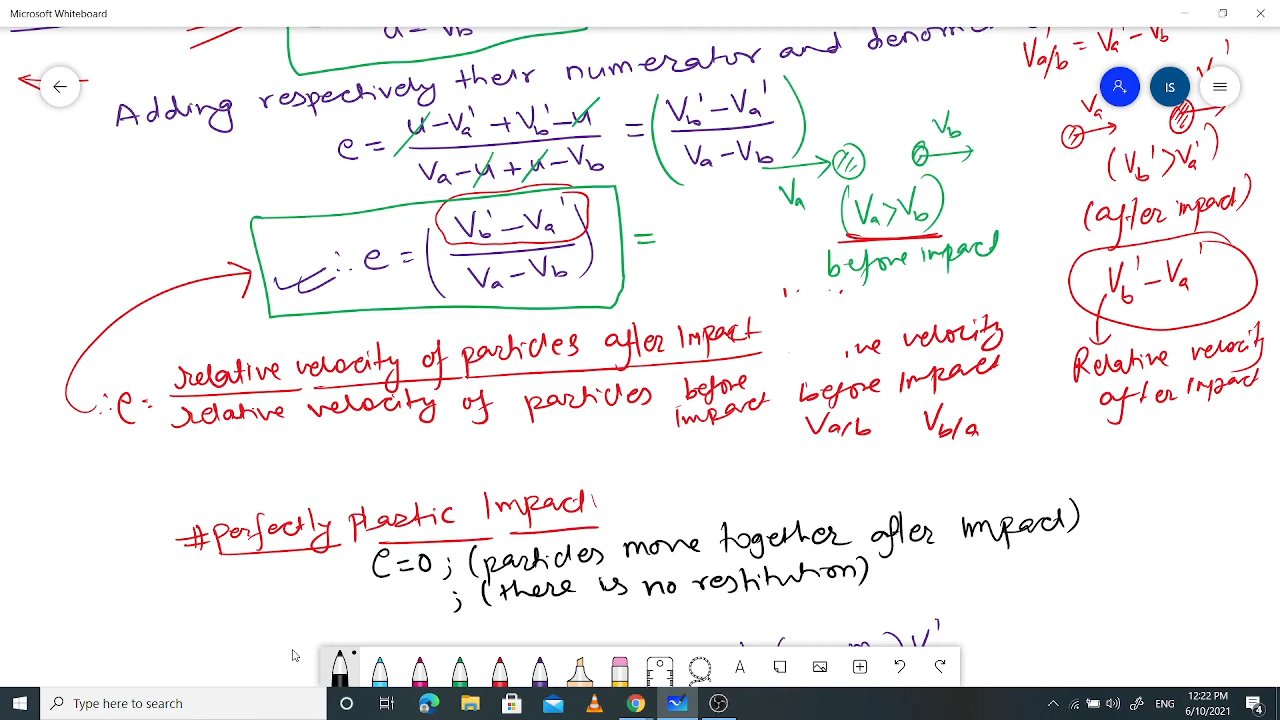 Microsoft Whiteboard
u - Vb
Va/b = Va' - Vb'
Adding respectively their numerator and
e = u - Va' + Vb' - u / Va - u + u - Vb = (Vb' - Va' / Va - Vb)
Va
Vb
(Va > Vb)
before impact
Va
(Vb' > Va')
(after impact)
∴ e = (Vb' - Va' / Va - Vb) =
Vb' - Va'
Relative velocity
after impact
∴ e = relative velocity of particles after impact
relative velocity of particles before impact
velocity
before impact
Va/b Vb/a
# Perfectly plastic Impact
e = 0 ; (particles move together after impact)
; (there is no restitution)
IS
A
Type here to search
ENG
12:22 PM
6/10/2021
4